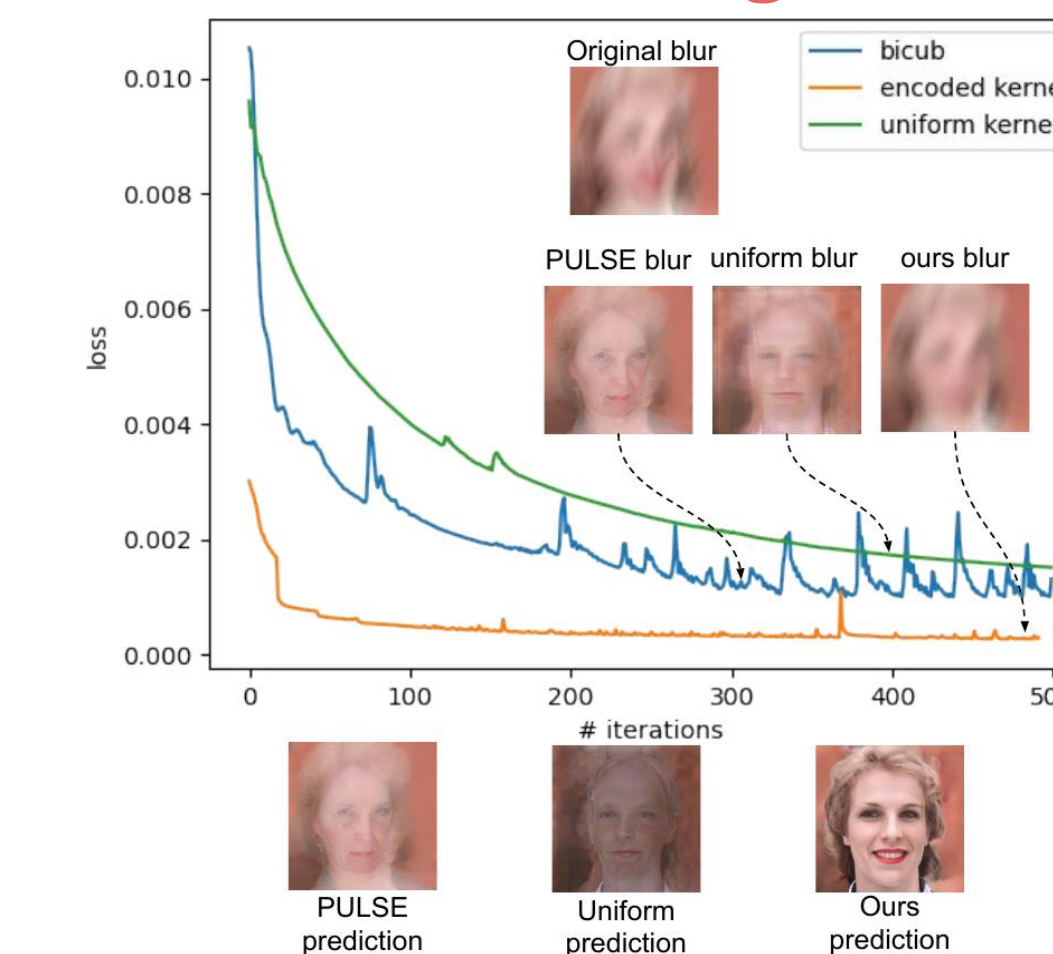 Original blur
bicub
encoded kerne
uniform kerne
PULSE blur
uniform blur
ours blur
0.010
0.008
0.006
0.004
0.002
0.000
loss
0
100
200
300
400
50
# iterations
PULSE
prediction
Uniform
prediction
Ours
prediction